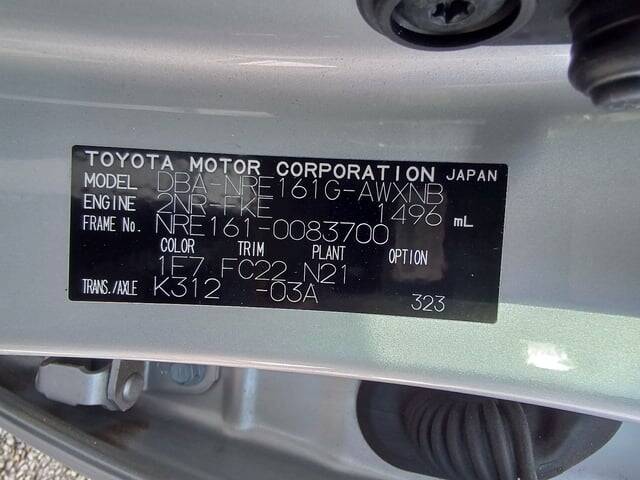 TOYOTA MOTOR CORPORATION JAPAN
MODEL DBA-NRE161G-AWXNB
ENGINE 2NR-FKE 1496 mL
FRAME No. NRE161-0083700
COLOR TRIM PLANT OPTION
1E7 FC22 N21
TRANS./AXLE K312 -03A 323